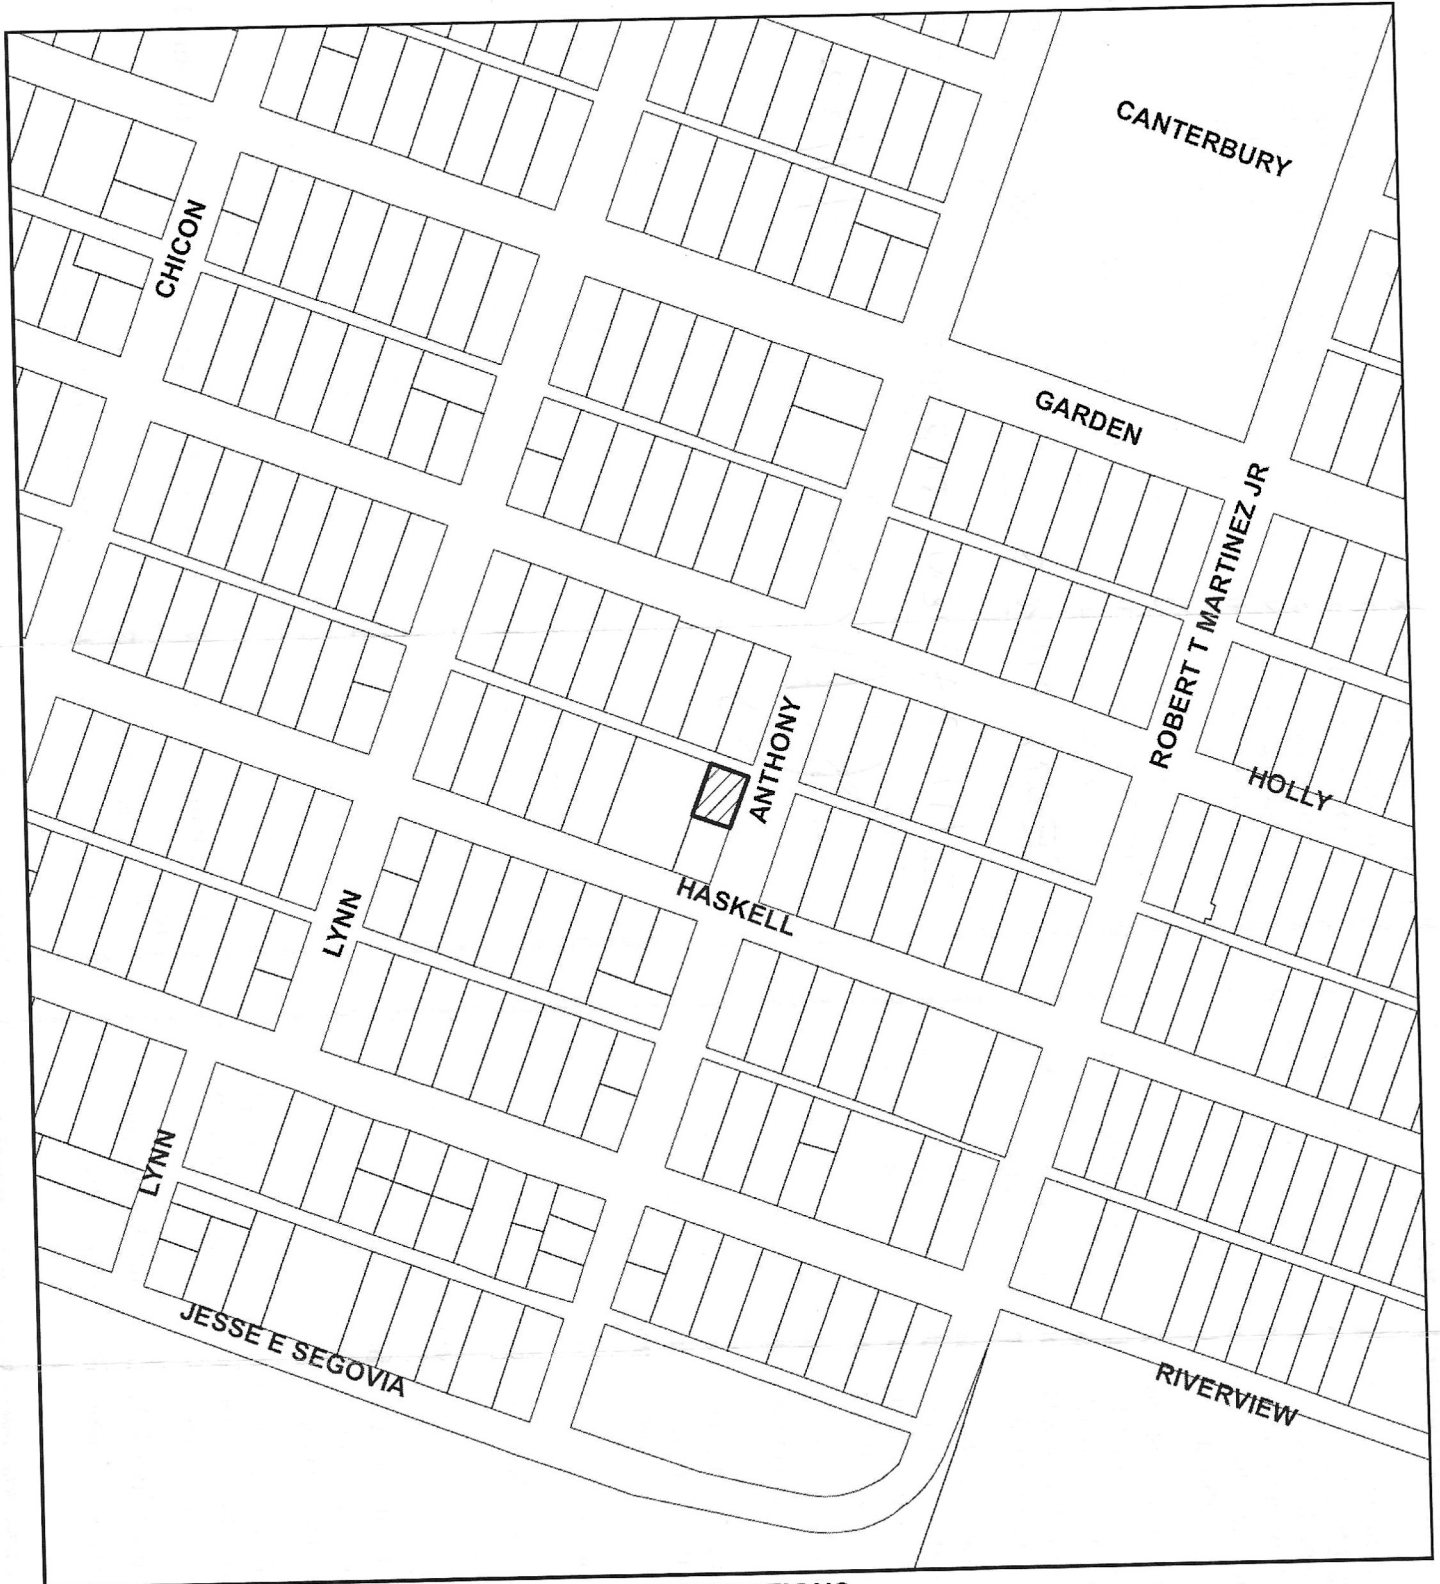 CANTERBURY
CHICON
GARDEN
ROBERT T MARTINEZ JR
ANTHONY
HOLLY
HASKELL
LYNN
LYNN
JESSE E SEGOVIA
RIVERVIEW